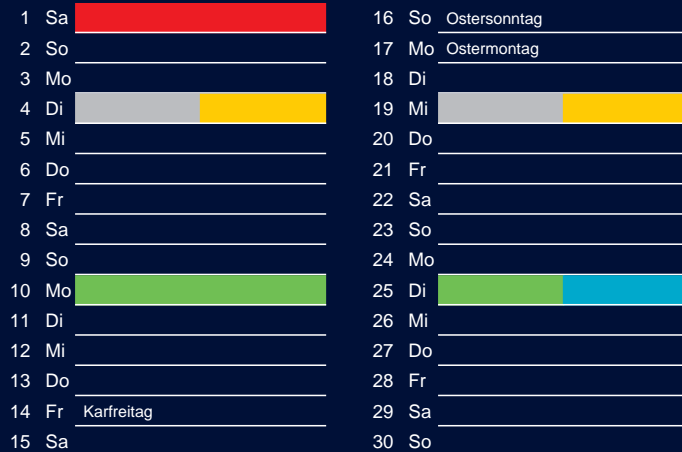 1 Sa
2 So
3 Mo
4 Di
5 Mi
6 Do
7 Fr
8 Sa
9 So
10 Mo
11 Di
12 Mi
13 Do
14 Fr Karfreitag
15 Sa
16 So Ostersonntag
17 Mo Ostermontag
18 Di
19 Mi
20 Do
21 Fr
22 Sa
23 So
24 Mo
25 Di
26 Mi
27 Do
28 Fr
29 Sa
30 So